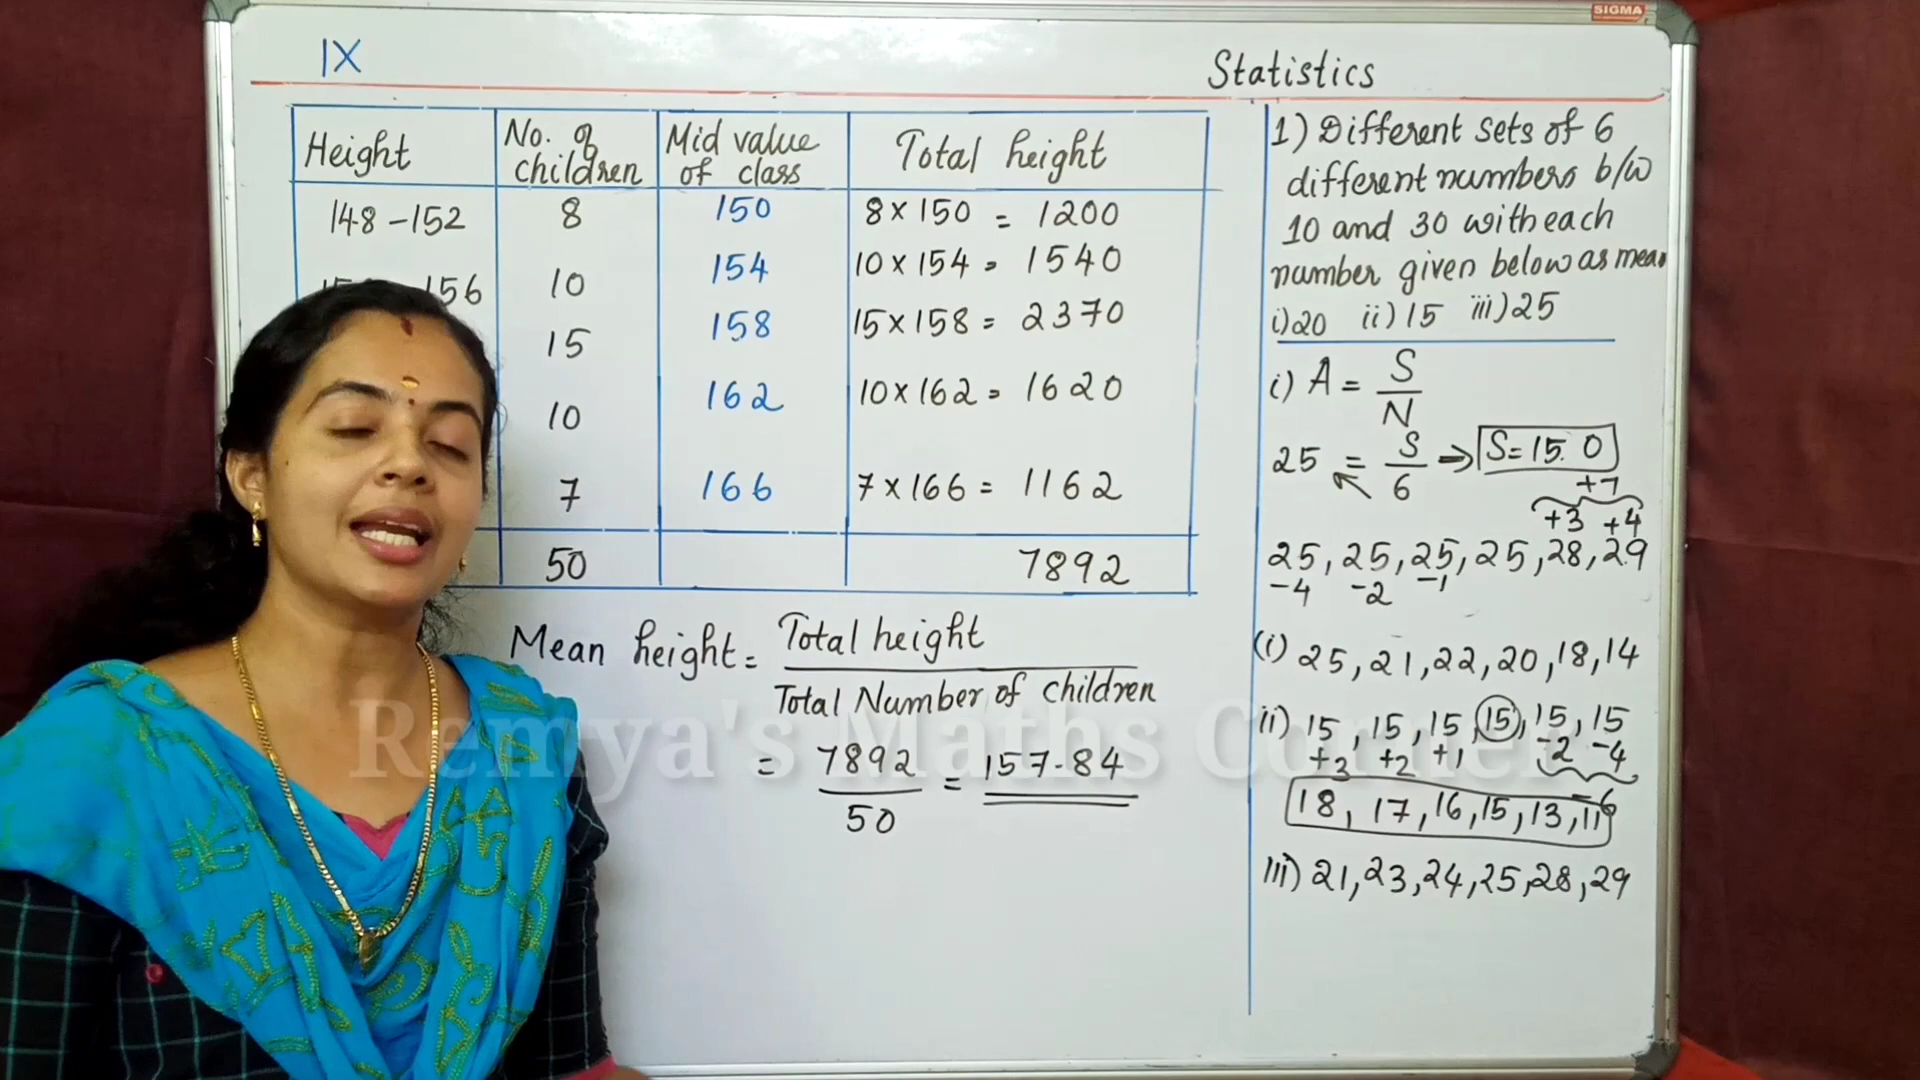 SIGMA
IX
Statistics
Height No. of children Mid value of class Total height
148-152 8 150 8 × 150 = 1200
156 10 154 10 × 154 = 1540
15 158 15 × 158 = 2370
10 162 10 × 162 = 1620
7 166 7 × 166 = 1162
50 7892
Mean height = Total height / Total Number of children
= 7892 / 50 = 157.84
1) Different sets of 6
different numbers b/w
10 and 30 with each
number given below as mean
i) 20 ii) 15 iii) 25
i) A = S / N
25 = S / 6 → S = 150
+7
+3 +4
25, 25, 25, 25, 28, 29
-4 -2 -1
(i) 25, 21, 22, 20, 18, 14
ii) 15, 15, 15, 15, 15, 15
+3 +2 +1 -2 -4
-6
18, 17, 16, 15, 13, 11
iii) 21, 23, 24, 25, 28, 29
Remya's Maths Corner